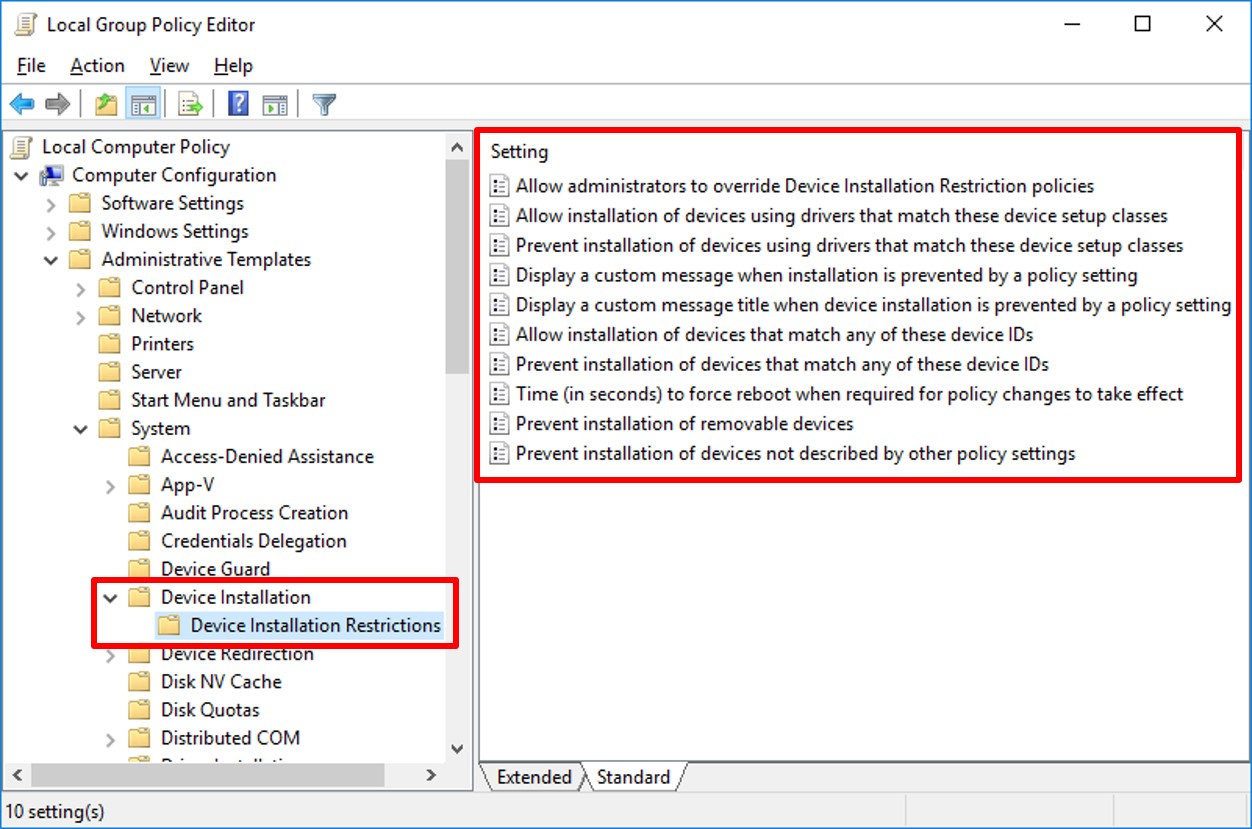 Local Group Policy Editor
File Action View Help
Local Computer Policy
Computer Configuration
Software Settings
Windows Settings
Administrative Templates
Control Panel
Network
Printers
Server
Start Menu and Taskbar
System
Access-Denied Assistance
App-V
Audit Process Creation
Credentials Delegation
Device Guard
Device Installation
Device Installation Restrictions
Device Redirection
Disk NV Cache
Disk Quotas
Distributed COM
Setting
Allow administrators to override Device Installation Restriction policies
Allow installation of devices using drivers that match these device setup classes
Prevent installation of devices using drivers that match these device setup classes
Display a custom message when installation is prevented by a policy setting
Display a custom message title when device installation is prevented by a policy setting
Allow installation of devices that match any of these device IDs
Prevent installation of devices that match any of these device IDs
Time (in seconds) to force reboot when required for policy changes to take effect
Prevent installation of removable devices
Prevent installation of devices not described by other policy settings
Extended Standard
10 setting(s)